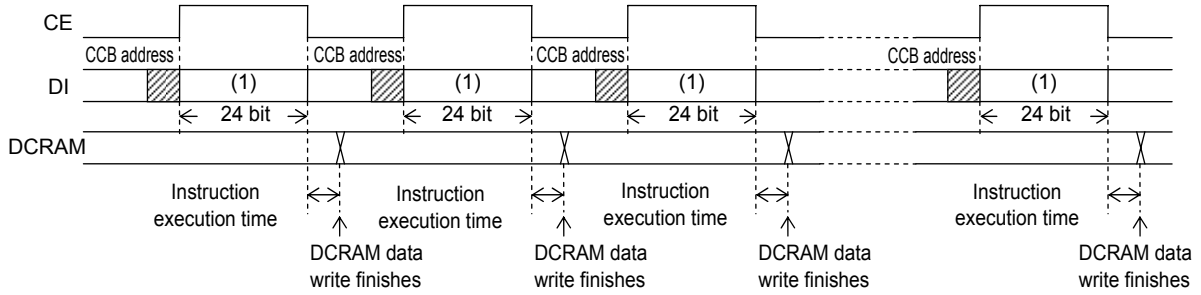 CE
CCB address CCB address CCB address CCB address
DI (1) (1) (1) (1)
24 bit 24 bit 24 bit 24 bit
DCRAM
Instruction execution time
Instruction execution time
Instruction execution time
Instruction execution time
DCRAM data write finishes
DCRAM data write finishes
DCRAM data write finishes
DCRAM data write finishes